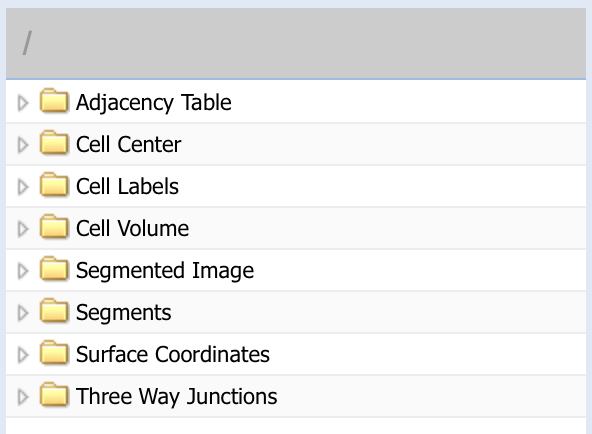 /
Adjacency Table
Cell Center
Cell Labels
Cell Volume
Segmented Image
Segments
Surface Coordinates
Three Way Junctions